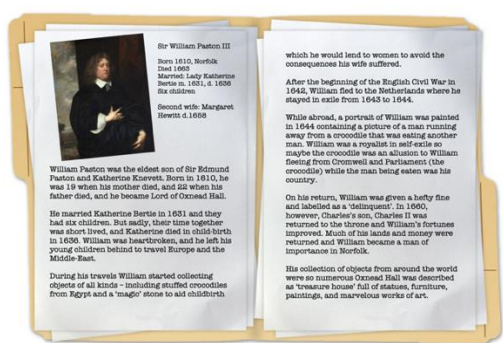 Sir William Paston III
Born 1610, Norfolk
Died 1663
Married: Lady Katherine
Bertie m. 1631, d. 1636
Six children
Second wife: Margaret
Hewitt d.1658
William Paston was the eldest son of Sir Edmund
Paston and Katherine Knevett. Born in 1610, he
was 19 when his mother died, and 22 when his
father died, and he became Lord of Oxnead Hall.
He married Katherine Bertie in 1631 and they
had six children. But sadly, their time together
was short lived, and Katherine died in child-birth
in 1636. William was heartbroken, and he left his
young children behind to travel Europe and the
Middle-East.
During his travels William started collecting
objects of all kinds – including stuffed crocodiles
from Egypt and a 'magic' stone to aid childbirth
which he would lend to women to avoid the
consequences his wife suffered.
After the beginning of the English Civil War in
1642, William fled to the Netherlands where he
stayed in exile from 1643 to 1644.
While abroad, a portrait of William was painted
in 1644 containing a picture of a man running
away from a crocodile that was eating another
man. William was a royalist in self-exile so
maybe the crocodile was an allusion to William
fleeing from Cromwell and Parliament (the
crocodile) while the man being eaten was his
country.
On his return, William was given a hefty fine
and labelled as a 'delinquent'. In 1660,
however, Charles's son, Charles II was
returned to the throne and William's fortunes
improved. Much of his lands and money were
returned and William became a man of
importance in Norfolk.
His collection of objects from around the world
were so numerous Oxnead Hall was described
as 'treasure house' full of statues, furniture,
paintings, and marvelous works of art.